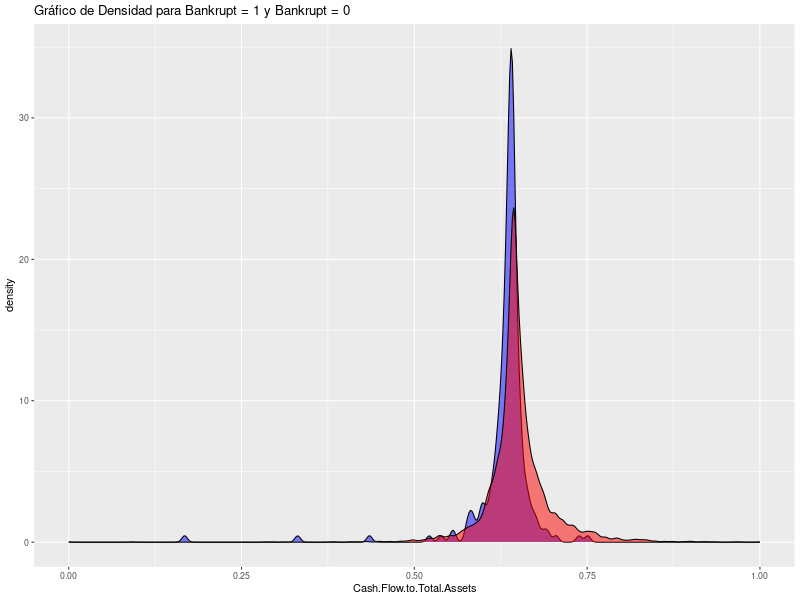 Gráfico de Densidad para Bankrupt = 1 y Bankrupt = 0
30
20
10
0
density
0.00 0.25 0.50 0.75 1.00
Cash.Flow.to.Total.Assets